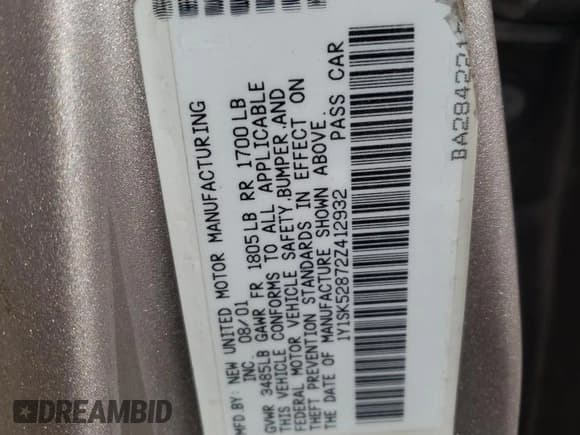 MFD.BY: NEW UNITED MOTOR MANUFACTURING
INC. 08/01
GVWR 3485LB GAWR FR 1805LB RR 1700LB
THIS VEHICLE CONFORMS TO ALL APPLICABLE
FEDERAL MOTOR VEHICLE SAFETY,BUMPER,AND
THEFT PREVENTION STANDARDS IN EFFECT ON
THE DATE OF MANUFACTURE SHOWN ABOVE.
1Y1SK52872Z412932 PASS CAR
DREAMBID